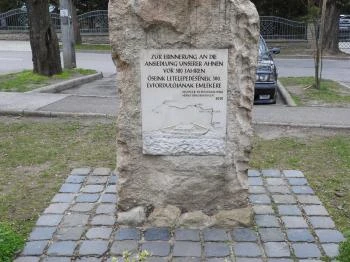 ZUR ERINNERUNG AN DIE
ANSIEDLUNG UNSERER AHNEN
VOR 300 JAHREN
ŐSEINK LETELEPEDÉSÉNEK 300.
ÉVFORDULÓJÁNAK EMLÉKÉRE